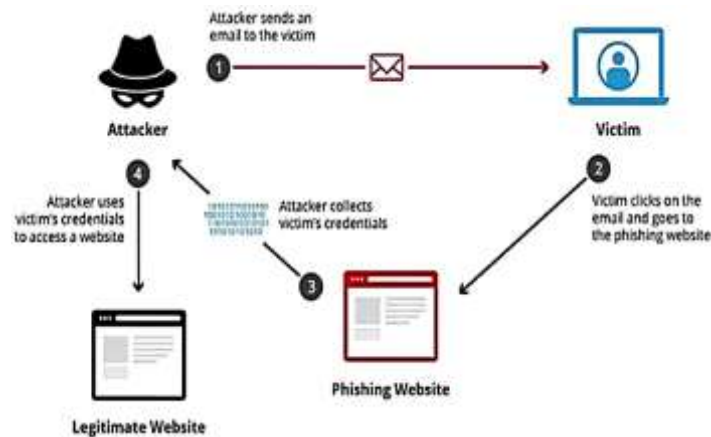 Attacker sends an
email to the victim
1
Attacker
Victim
4
2
Attacker uses
victim's credentials
to access a website
Attacker collects
victim's credentials
Victim clicks on the
email and goes to
the phishing website
3
Phishing Website
Legitimate Website